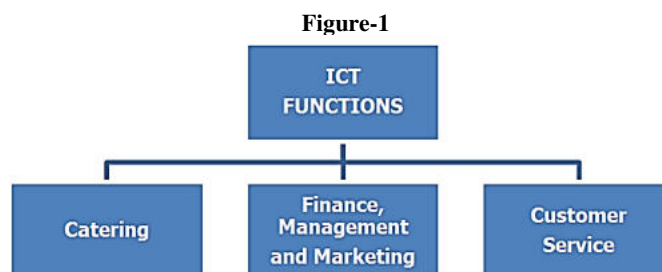 Figure-1
ICT
FUNCTIONS
Catering
Finance,
Management
and Marketing
Customer
Service